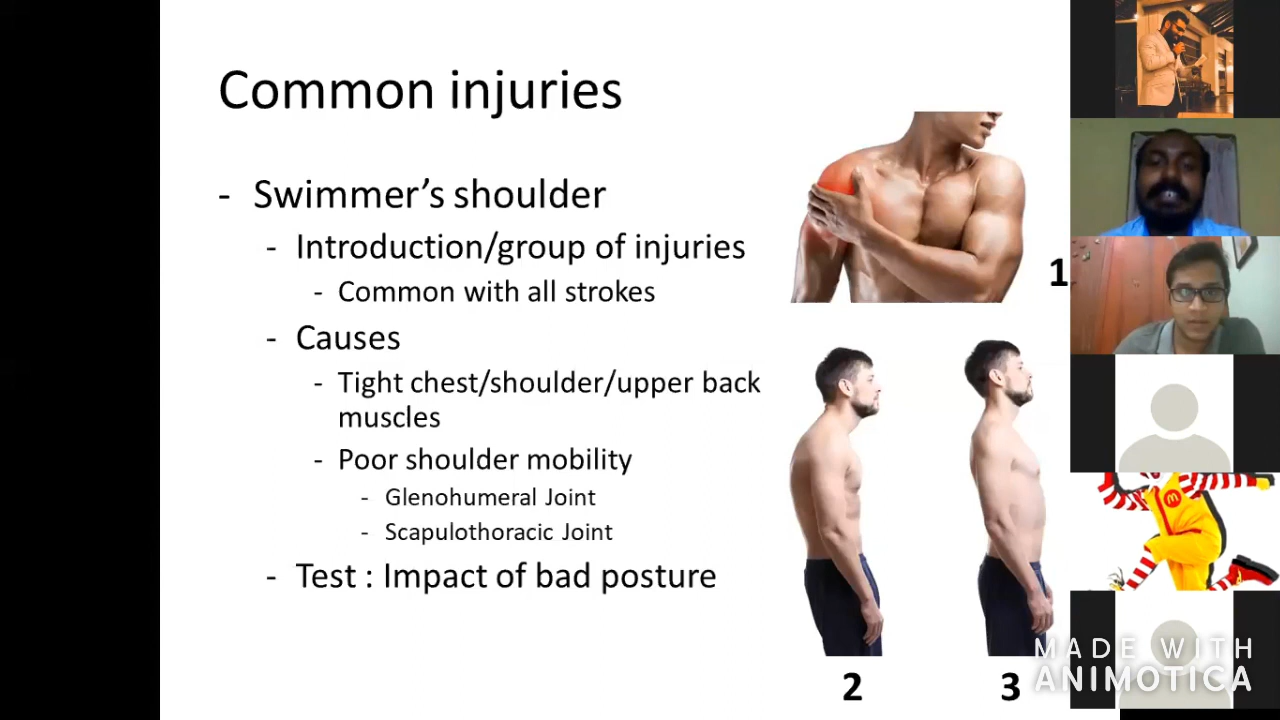 Common injuries
- Swimmer's shoulder
- Introduction/group of injuries
- Common with all strokes
- Causes
- Tight chest/shoulder/upper back
muscles
- Poor shoulder mobility
- Glenohumeral Joint
- Scapulothoracic Joint
- Test : Impact of bad posture
1
2
3
MADE WITH
ANIMOTICA